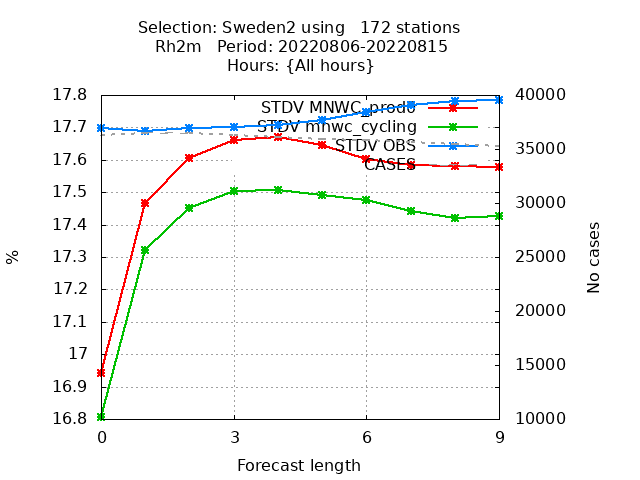 Selection: Sweden2 using   172 stations
Rh2m   Period: 20220806-20220815
Hours: {All hours}
17.8
17.7
17.6
17.5
17.4
17.3
17.2
17.1
17
16.9
16.8
%
STDV MNWC_prod0
STDV mnwc_cycling
STDV OBS
CASES
40000
35000
30000
25000
20000
15000
10000
No cases
0
3
6
9
Forecast length